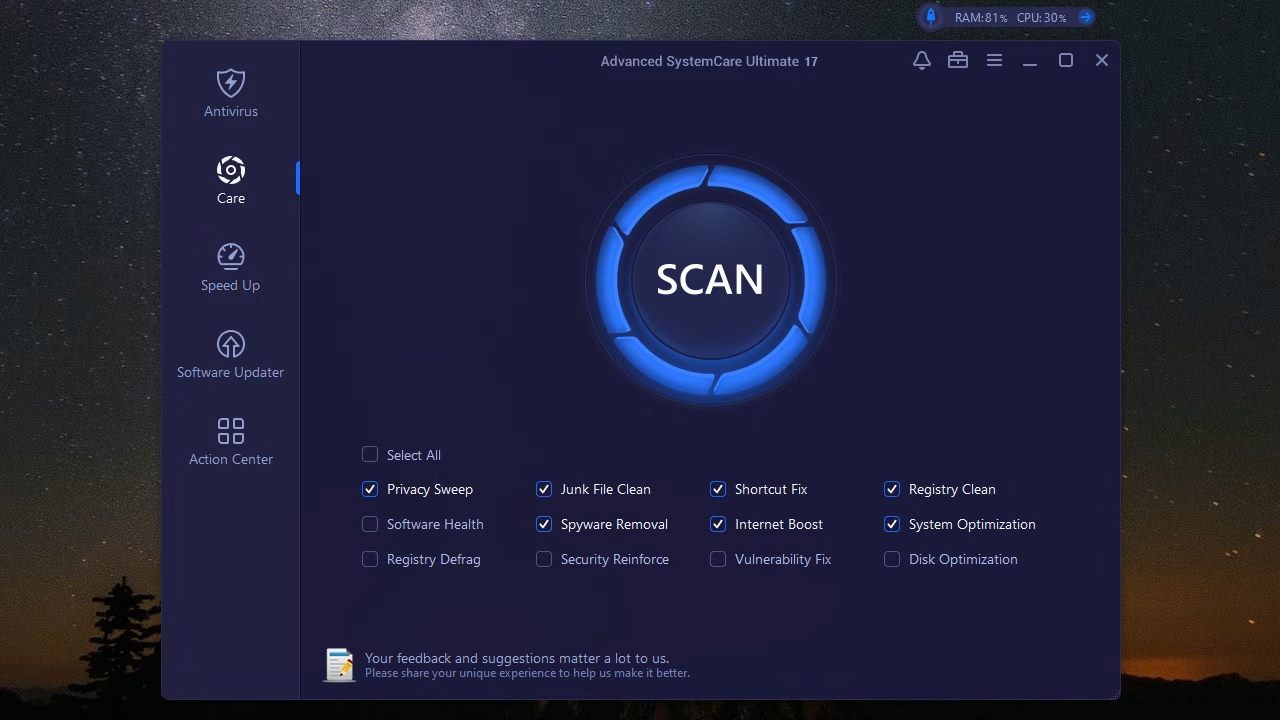 RAM:81% CPU:30%
Advanced SystemCare Ultimate 17
Antivirus
Care
Speed Up
Software Updater
Action Center
SCAN
Select All
Privacy Sweep Junk File Clean Shortcut Fix Registry Clean
Software Health Spyware Removal Internet Boost System Optimization
Registry Defrag Security Reinforce Vulnerability Fix Disk Optimization
Your feedback and suggestions matter a lot to us.
Please share your unique experience to help us make it better.